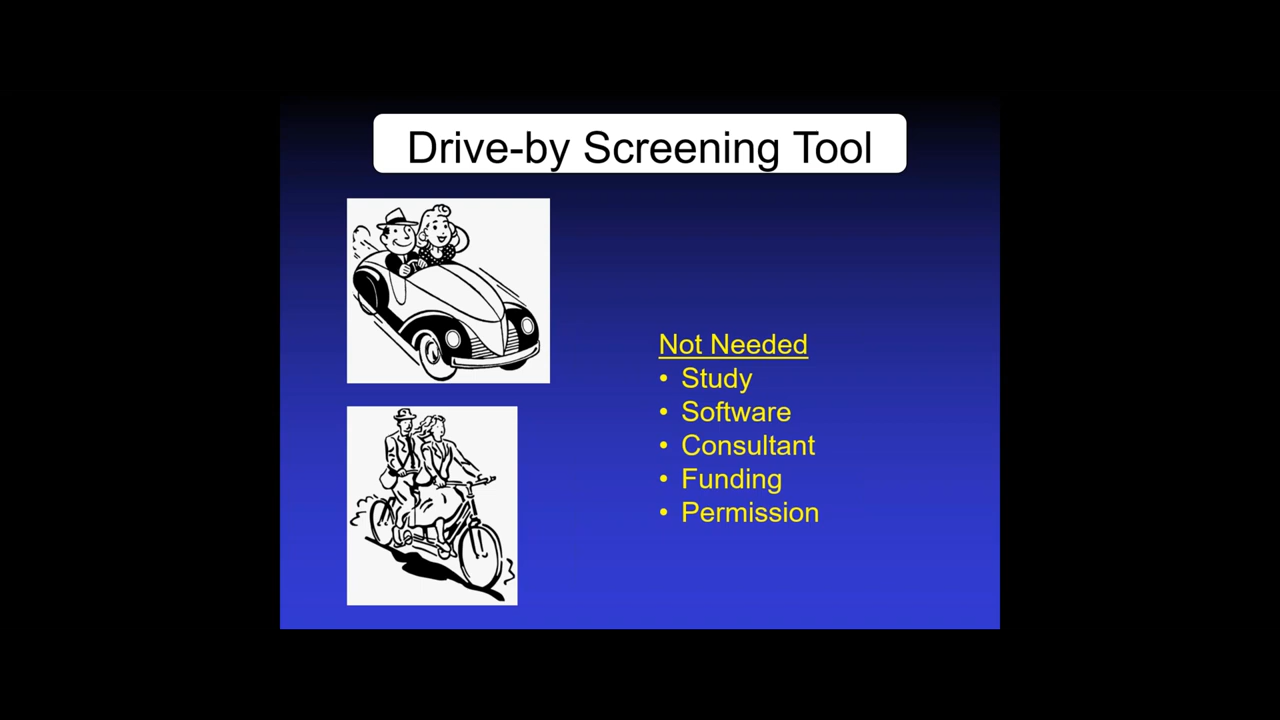 Drive-by Screening Tool
Not Needed
• Study
• Software
• Consultant
• Funding
• Permission